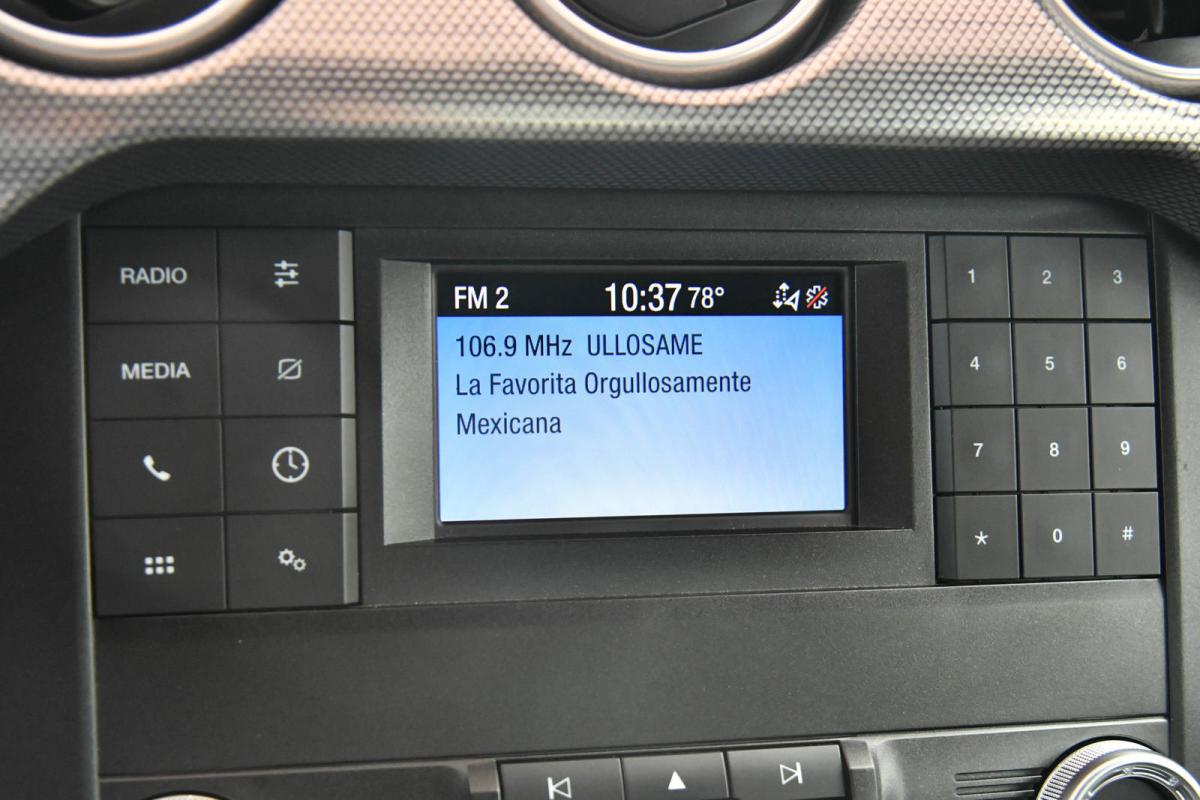 RADIO
MEDIA
FM 2 10:37 78°
106.9 MHz ULLOSAME
La Favorita Orgullosamente
Mexicana
1 2 3
4 5 6
7 8 9
* 0 #